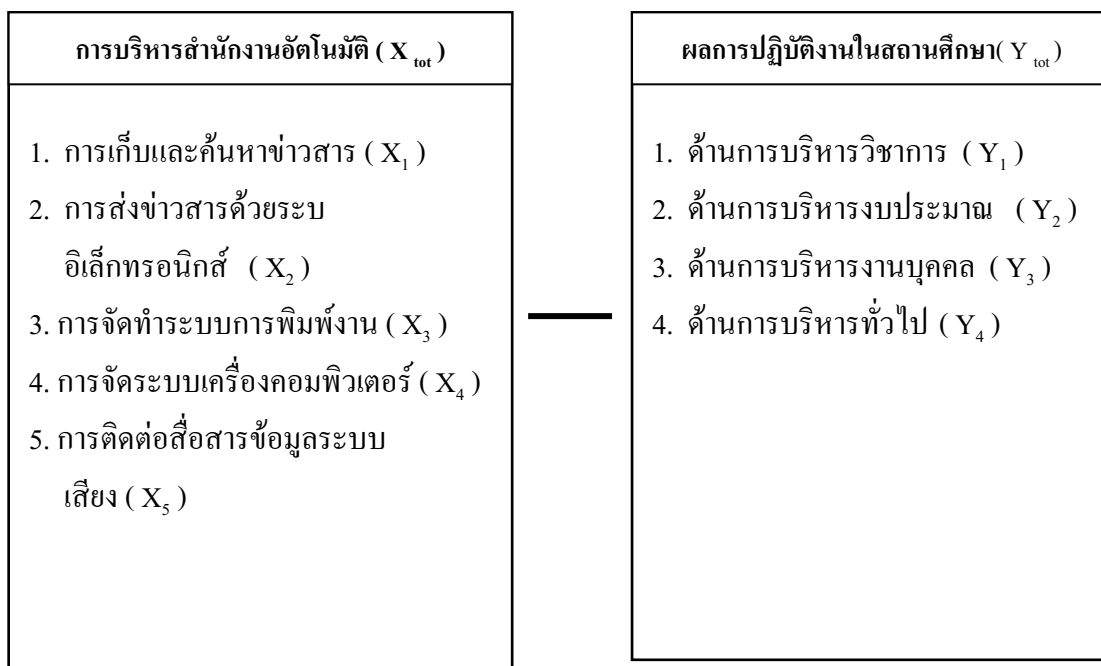 การบริหารสำนักงานอัตโนมัติ ( X tot )
1. การเก็บและค้นหาข่าวสาร ( X1 )
2. การส่งข่าวสารด้วยระบ
อิเล็กทรอนิกส์ ( X2 )
3. การจัดทำระบบการพิมพ์งาน ( X3 )
4. การจัดระบบเครื่องคอมพิวเตอร์ ( X4 )
5. การติดต่อสื่อสารข้อมูลระบบ
เสียง ( X5 )
ผลการปฏิบัติงานในสถานศึกษา( Y tot )
1. ด้านการบริหารวิชาการ ( Y1 )
2. ด้านการบริหารงบประมาณ ( Y2 )
3. ด้านการบริหารงานบุคคล ( Y3 )
4. ด้านการบริหารทั่วไป ( Y4 )